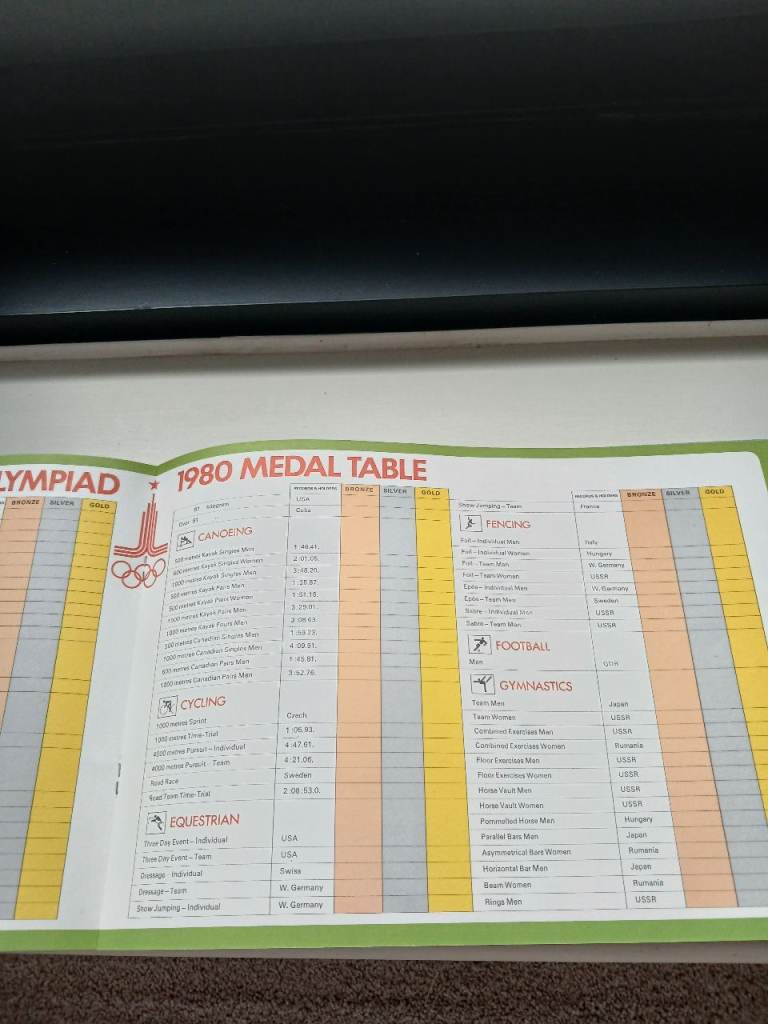 LYMPIAD
BRONZE SILVER GOLD
1980 MEDAL TABLE
RECORDS & HOLDERS BRONZE SILVER GOLD
81 kilogram USA
Over 81 Cuba
CANOEING
500 metres Kayak Singles Men 1:46.41.
500 metres Kayak Singles Women 2:01.05.
1000 metres Kayak Singles Men 3:48.20.
500 metres Kayak Pairs Men 1:35.87.
500 metres Kayak Pairs Women 1:51.15.
1000 metres Kayak Pairs Men 3:29.01.
1000 metres Kayak Fours Men 3:08.69.
500 metres Canadian Singles Men 1:59.23.
1000 metres Canadian Singles Men 4:09.51.
500 metres Canadian Pairs Men 1:45.81.
1000 metres Canadian Pairs Men 3:52.76.
CYCLING
1000 metres Sprint Czech
1000 metres Time-Trial 1:05.93.
4000 metres Pursuit – Individual 4:47.61.
4000 metres Pursuit – Team 4:21.06.
Road Race Sweden
Road Team Time-Trial 2:08:53.0.
EQUESTRIAN
Three Day Event – Individual USA
Three Day Event – Team USA
Dressage – Individual Swiss
Dressage – Team W. Germany
Show Jumping – Individual W. Germany
RECORDS & HOLDERS BRONZE SILVER GOLD
Show Jumping – Team France
FENCING
Foil – Individual Men Italy
Foil – Individual Women Hungary
Foil – Team Men W. Germany
Foil – Team Women USSR
Epée – Individual Men W. Germany
Epée – Team Men Sweden
Sabre – Individual Men USSR
Sabre – Team Men USSR
FOOTBALL
Men GDR
GYMNASTICS
Team Men Japan
Team Women USSR
Combined Exercises Men USSR
Combined Exercises Women Rumania
Floor Exercises Men USSR
Floor Exercises Women USSR
Horse Vault Men USSR
Horse Vault Women USSR
Pommelled Horse Men Hungary
Parallel Bars Men Japan
Asymmetrical Bars Women Rumania
Horizontal Bar Men Japan
Beam Women Rumania
Rings Men USSR